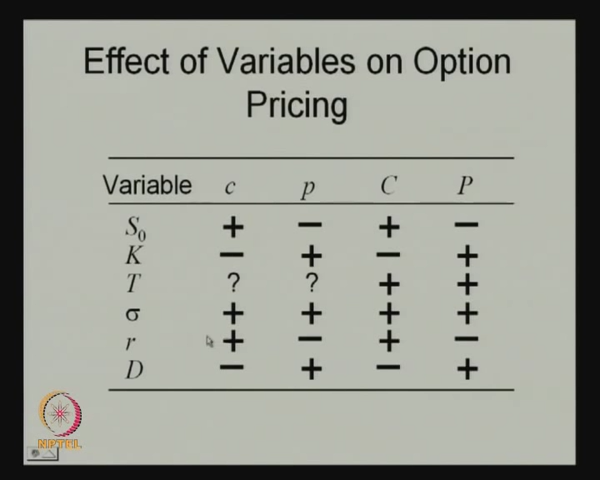 Effect of Variables on Option
Pricing
Variable c p C P
S0 + − + −
K − + − +
T ? ? + +
σ + + + +
r + − + −
D − + − +
NPTEL